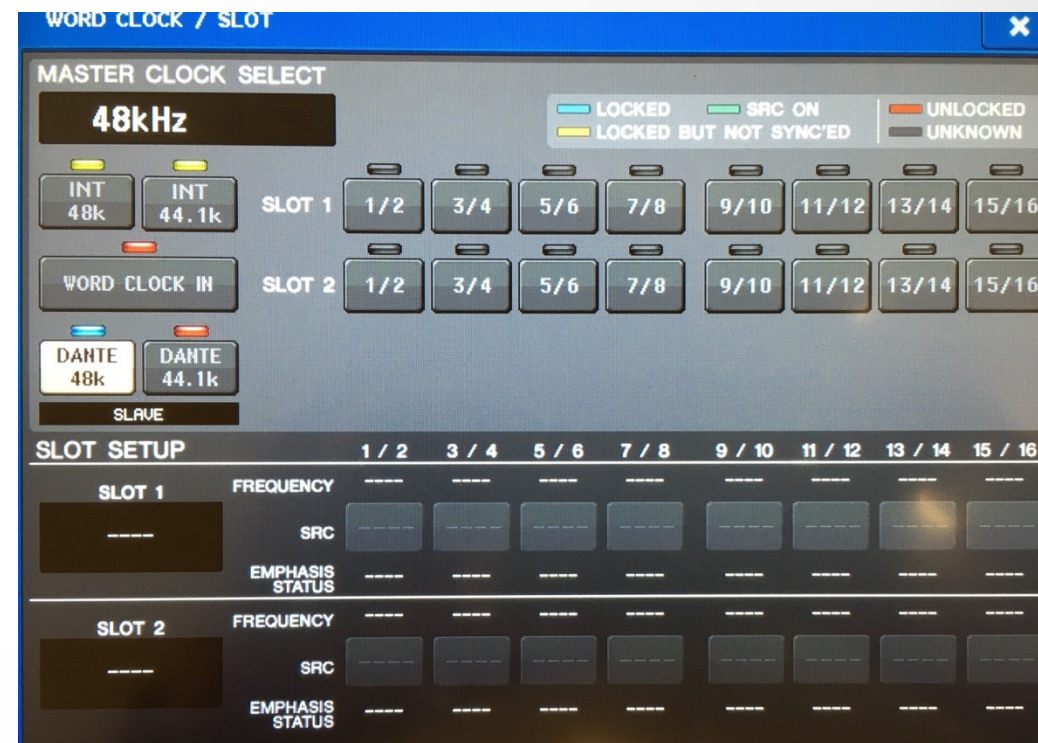 WORD CLOCK / SLOT
MASTER CLOCK SELECT
48kHz
LOCKED SRC ON UNLOCKED
LOCKED BUT NOT SYNC'ED UNKNOWN
INT 48k
INT 44.1k
SLOT 1 1/2 3/4 5/6 7/8 9/10 11/12 13/14 15/16
WORD CLOCK IN
SLOT 2 1/2 3/4 5/6 7/8 9/10 11/12 13/14 15/16
DANTE 48k
DANTE 44.1k
SLAVE
SLOT SETUP 1 / 2 3 / 4 5 / 6 7 / 8 9 / 10 11 / 12 13 / 14 15 / 16
SLOT 1
----
FREQUENCY ---- ---- ---- ---- ---- ---- ---- ----
SRC ---- ---- ---- ---- ---- ---- ---- ----
EMPHASIS STATUS ---- ---- ---- ---- ---- ---- ---- ----
SLOT 2
----
FREQUENCY ---- ---- ---- ---- ---- ---- ---- ----
SRC ---- ---- ---- ---- ---- ---- ---- ----
EMPHASIS STATUS ---- ---- ---- ---- ---- ---- ---- ----